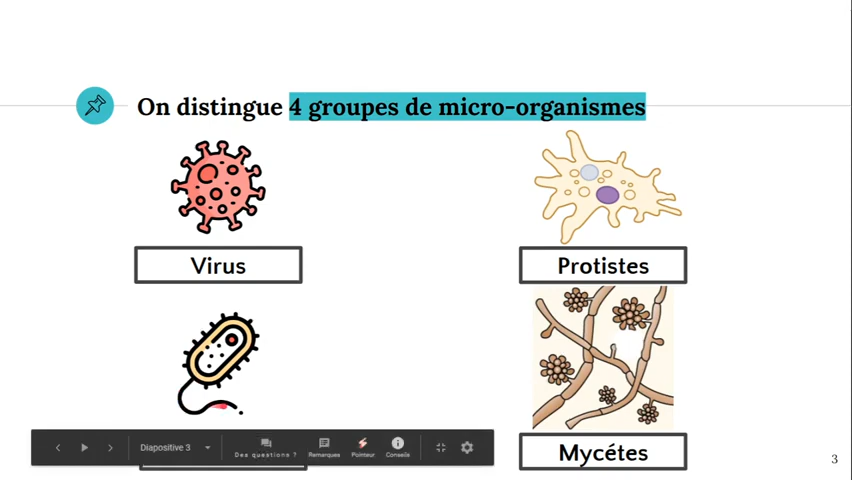 On distingue 4 groupes de micro-organismes
Virus
Protistes
Mycétes
Diapositive 3
Des questions ?
Remarques
Pointeur
Conseils
3